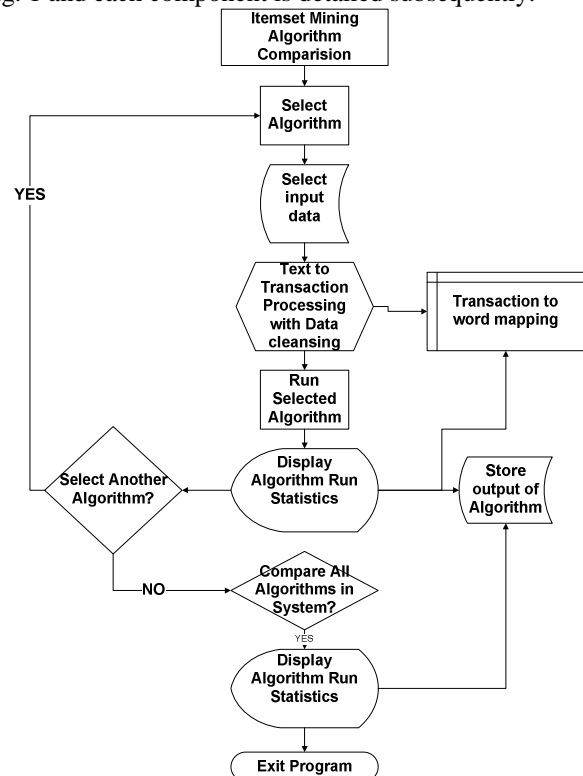 and each component is detailed subsequently.
Itemset Mining
Algorithm
Comparision
Select
Algorithm
YES
Select
input
data
Text to
Transaction
Processing
with Data
cleansing
Transaction to
word mapping
Run
Selected
Algorithm
Select Another
Algorithm?
Display
Algorithm Run
Statistics
Store
output of
Algorithm
NO
Compare All
Algorithms in
System?
YES
Display
Algorithm Run
Statistics
Exit Program